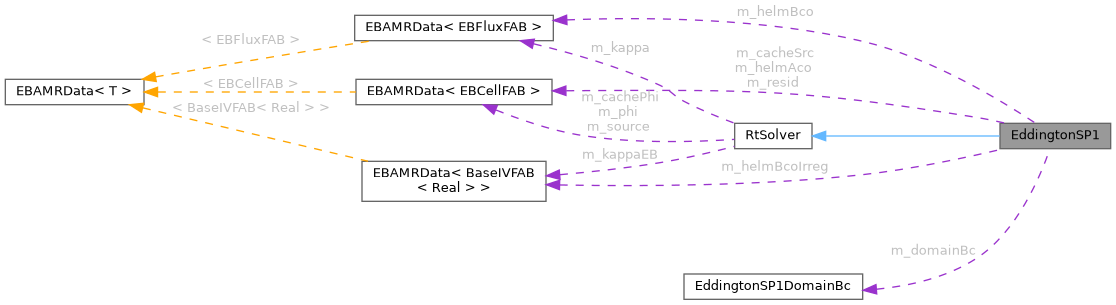 m_helmBco
EBAMRData< EBFluxFAB >
< EBFluxFAB >
m_kappa
m_cacheSrc
m_helmAco
m_resid
< EBCellFAB >
EBAMRData< T >
EBAMRData< EBCellFAB >
m_cachePhi
m_phi
m_source
< BaseIVFAB< Real > >
RtSolver
EddingtonSP1
m_kappaEB
m_helmBcoIrreg
EBAMRData< BaseIVFAB
< Real > >
m_domainBc
EddingtonSP1DomainBc